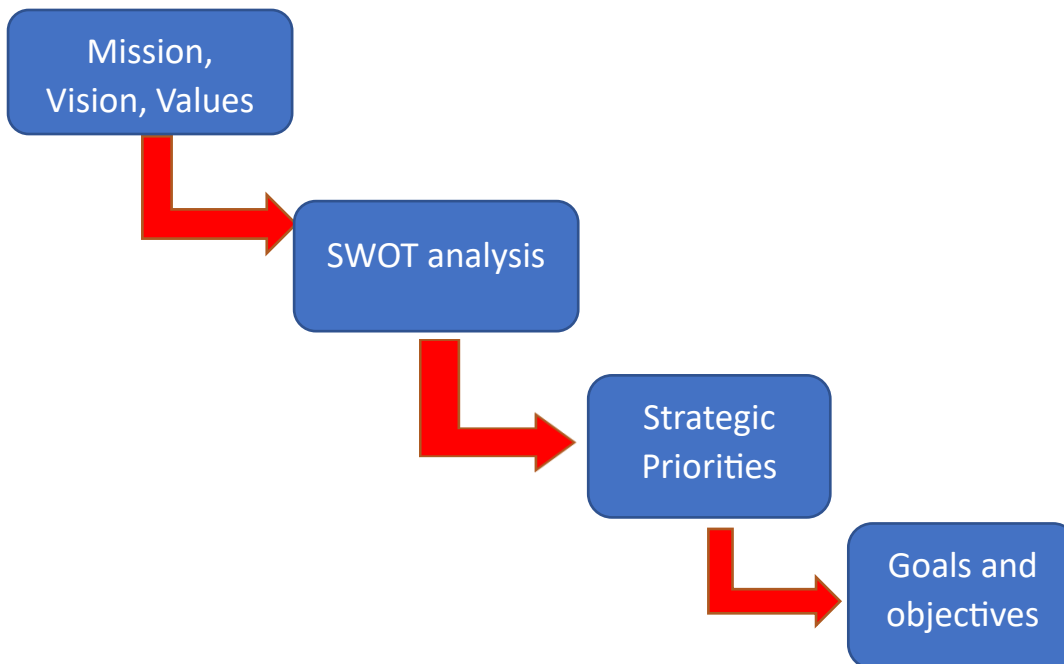 Mission,
Vision, Values
SWOT analysis
Strategic
Priorities
Goals and
objectives